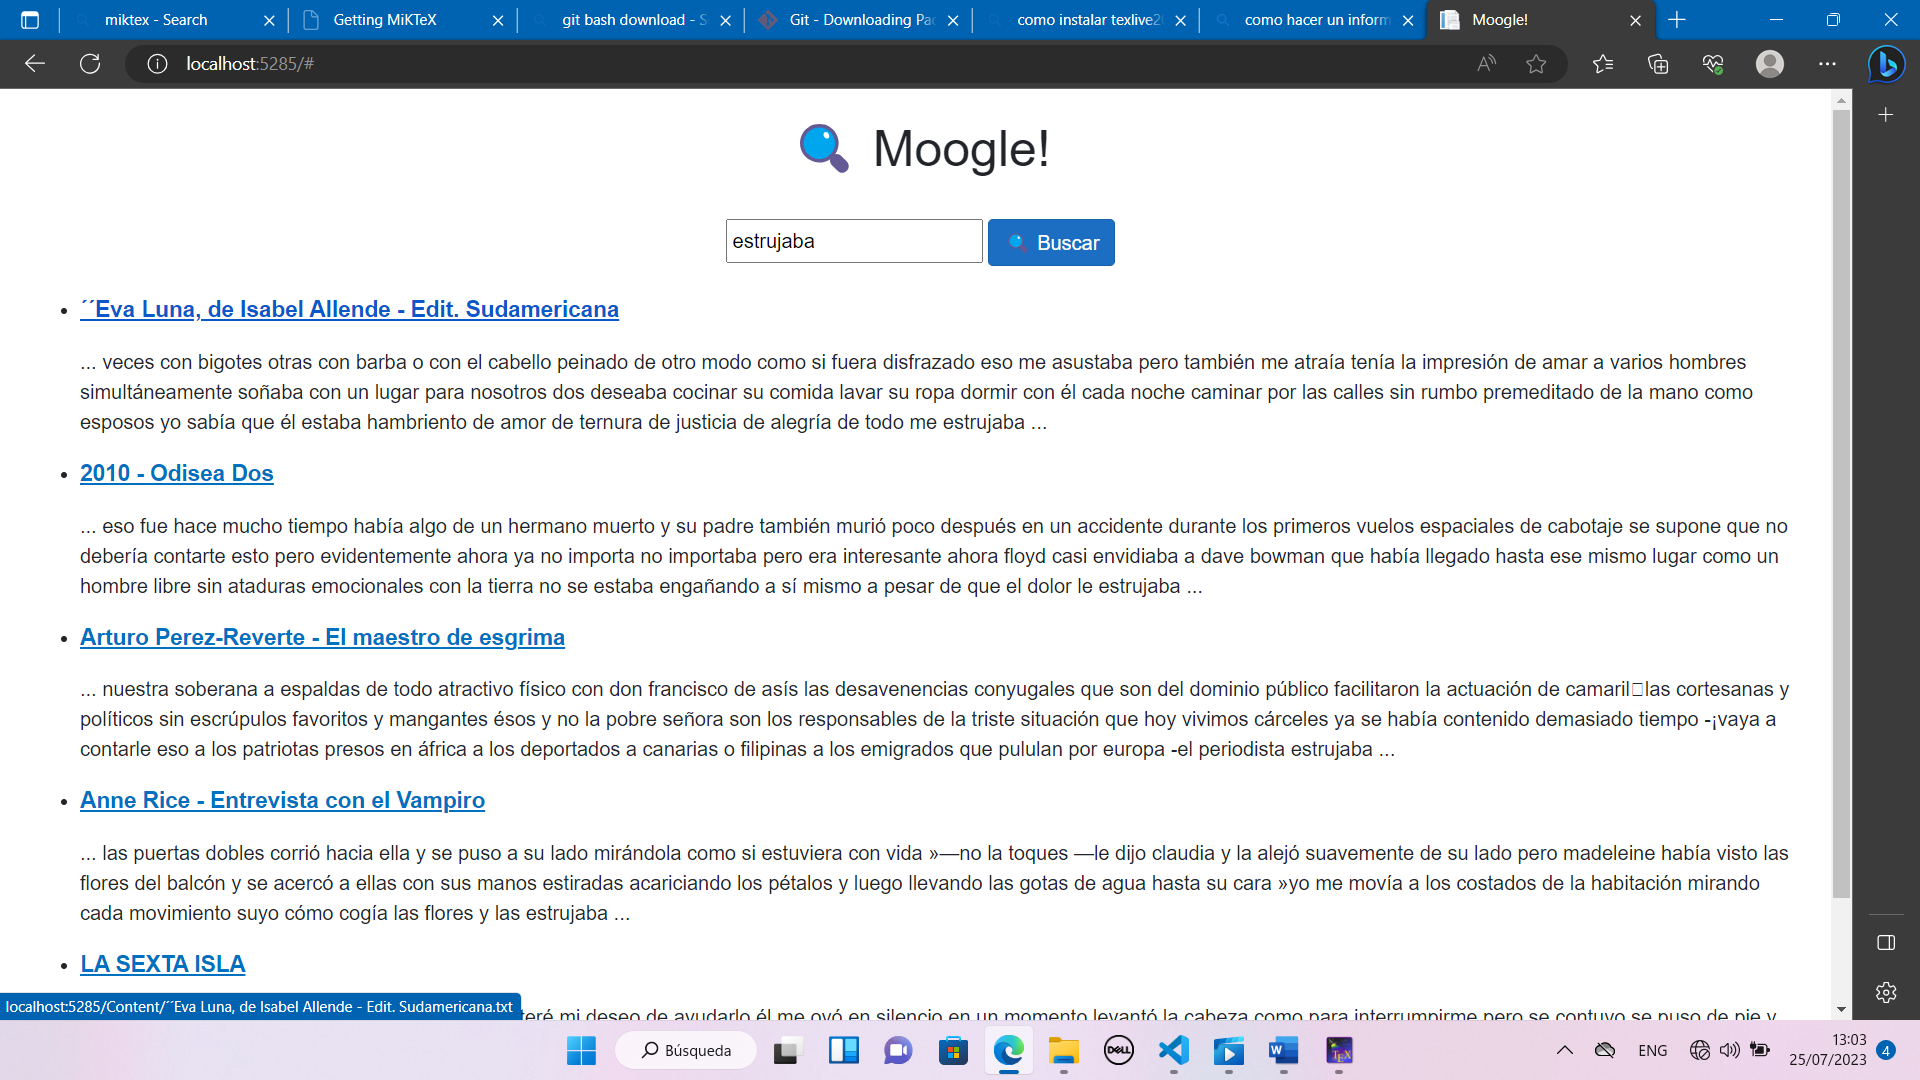 miktex - Search
Getting MiKTeX
git bash download - S
Git - Downloading Pac
como instalar texlive2
como hacer un inform
Moogle!
localhost:5285/#
Moogle!
estrujaba
Buscar
´´Eva Luna, de Isabel Allende - Edit. Sudamericana
... veces con bigotes otras con barba o con el cabello peinado de otro modo como si fuera disfrazado eso me asustaba pero también me atraía tenía la impresión de amar a varios hombres
simultáneamente soñaba con un lugar para nosotros dos deseaba cocinar su comida lavar su ropa dormir con él cada noche caminar por las calles sin rumbo premeditado de la mano como
esposos yo sabía que él estaba hambriento de amor de ternura de justicia de alegría de todo me estrujaba ...
2010 - Odisea Dos
... eso fue hace mucho tiempo había algo de un hermano muerto y su padre también murió poco después en un accidente durante los primeros vuelos espaciales de cabotaje se supone que no
debería contarte esto pero evidentemente ahora ya no importa no importaba pero era interesante ahora floyd casi envidiaba a dave bowman que había llegado hasta ese mismo lugar como un
hombre libre sin ataduras emocionales con la tierra no se estaba engañando a sí mismo a pesar de que el dolor le estrujaba ...
Arturo Perez-Reverte - El maestro de esgrima
... nuestra soberana a espaldas de todo atractivo físico con don francisco de asís las desavenencias conyugales que son del dominio público facilitaron la actuación de camaril□las cortesanas y
políticos sin escrúpulos favoritos y mangantes ésos y no la pobre señora son los responsables de la triste situación que hoy vivimos cárceles ya se había contenido demasiado tiempo -¡vaya a
contarle eso a los patriotas presos en áfrica a los deportados a canarias o filipinas a los emigrados que pululan por europa -el periodista estrujaba ...
Anne Rice - Entrevista con el Vampiro
... las puertas dobles corrió hacia ella y se puso a su lado mirándola como si estuviera con vida »—no la toques —le dijo claudia y la alejó suavemente de su lado pero madeleine había visto las
flores del balcón y se acercó a ellas con sus manos estiradas acariciando los pétalos y luego llevando las gotas de agua hasta su cara »yo me movía a los costados de la habitación mirando
cada movimiento suyo cómo cogía las flores y las estrujaba ...
LA SEXTA ISLA
teré mi deseo de ayudarlo él me oyó en silencio en un momento levantó la cabeza como para interrumpirme pero se contuvo se puso de pie y
localhost:5285/Content/´´Eva Luna, de Isabel Allende - Edit. Sudamericana.txt
Búsqueda
DELL
TEX
ENG
13:03
25/07/2023
4